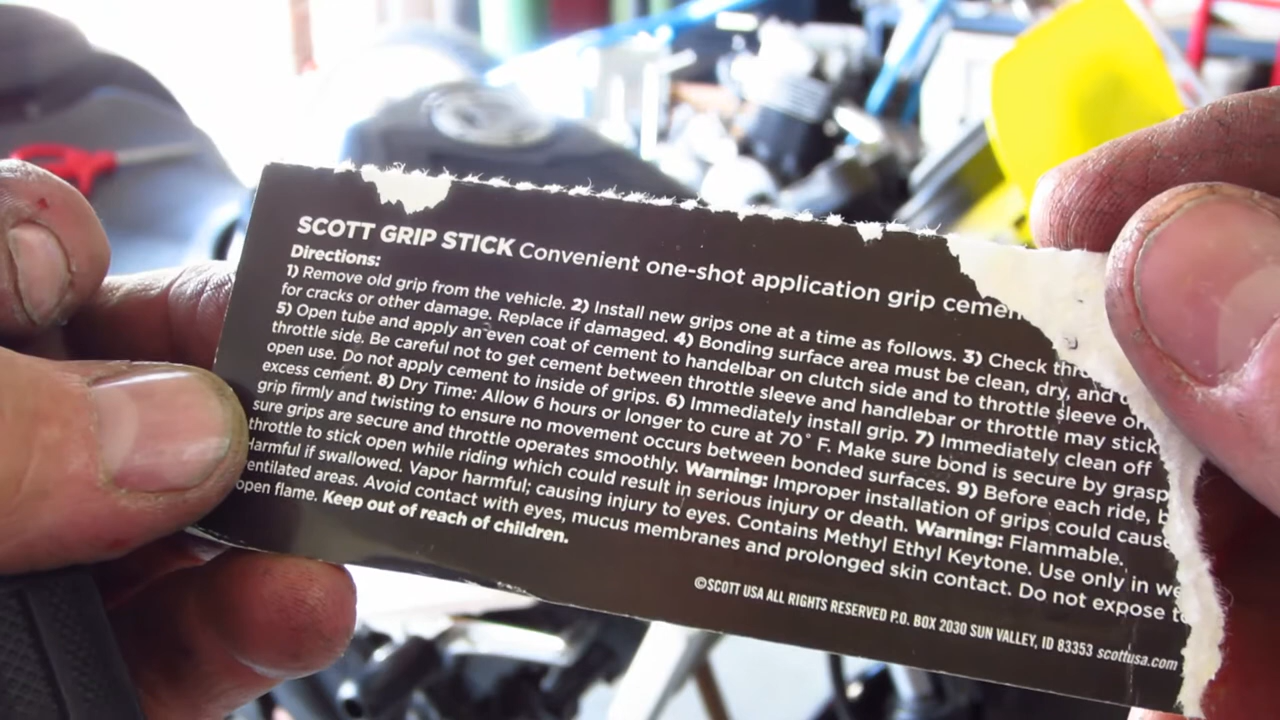 SCOTT GRIP STICK Convenient one-shot application grip cemen
Directions:
1) Remove old grip from the vehicle. 2) Install new grips one at a time as follows. 3) Check thr
for cracks or other damage. Replace if damaged. 4) Bonding surface area must be clean, dry, and
5) Open tube and apply an even coat of cement to handelbar on clutch side and to throttle sleeve on
throttle side. Be careful not to get cement between throttle sleeve and handlebar or throttle may stick
open use. Do not apply cement to inside of grips. 6) Immediately install grip. 7) Immediately clean off
excess cement. 8) Dry Time: Allow 6 hours or longer to cure at 70° F. Make sure bond is secure by grasp
grip firmly and twisting to ensure no movement occurs between bonded surfaces. 9) Before each ride,
sure grips are secure and throttle operates smoothly. Warning: Improper installation of grips could cause
throttle to stick open while riding which could result in serious injury or death. Warning: Flammable.
Harmful if swallowed. Vapor harmful; causing injury to eyes. Contains Methyl Ethyl Keytone. Use only in we
entilated areas. Avoid contact with eyes, mucus membranes and prolonged skin contact. Do not expose to
open flame. Keep out of reach of children.
©SCOTT USA ALL RIGHTS RESERVED P.O. BOX 2030 SUN VALLEY, ID 83353 scottusa.com